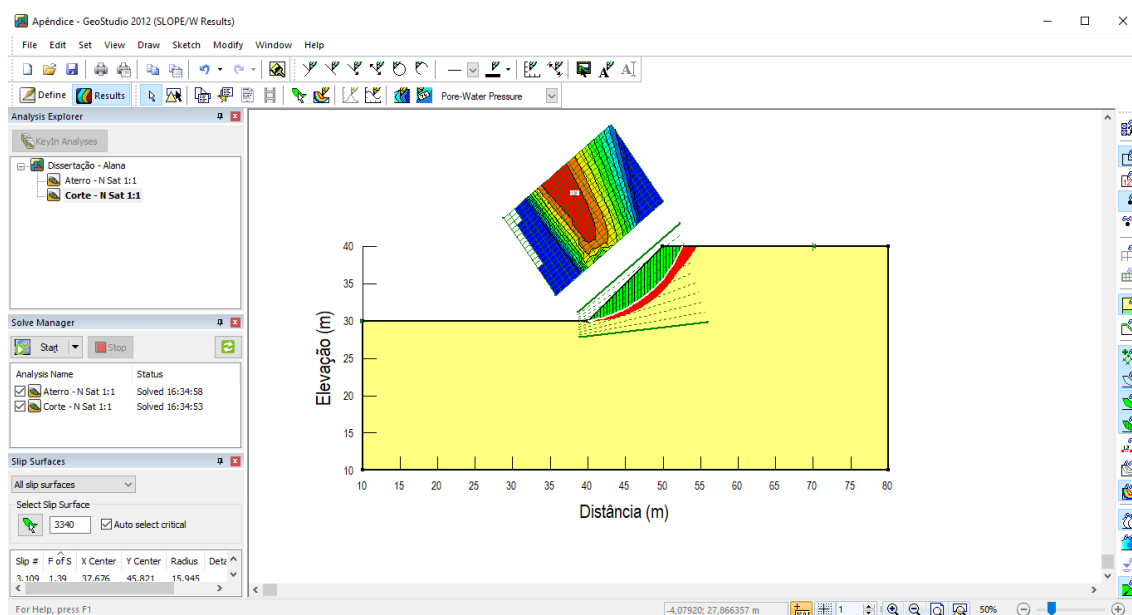 Apéndice - GeoStudio 2012 (SLOPE/W Results)
File Edit Set View Draw Sketch Modify Window Help
Define Results Pore-Water Pressure
Analysis Explorer
KeyIn Analyses
Dissertação - Alana
Aterro - N Sat 1:1
Corte - N Sat 1:1
Solve Manager
Start Stop
Analysis Name Status
Aterro - N Sat 1:1 Solved 16:34:58
Corte - N Sat 1:1 Solved 16:34:53
Slip Surfaces
All slip surfaces
Select Slip Surface
3340 Auto select critical
Slip # F of S X Center Y Center Radius Deta
3.109 1.39 37.676 45.821 15.945
40
35
30
25
20
15
10
Elevação (m)
10 15 20 25 30 35 40 45 50 55 60 65 70 75 80
Distância (m)
For Help, press F1 -4,07920; 27,866357 m 1 50%